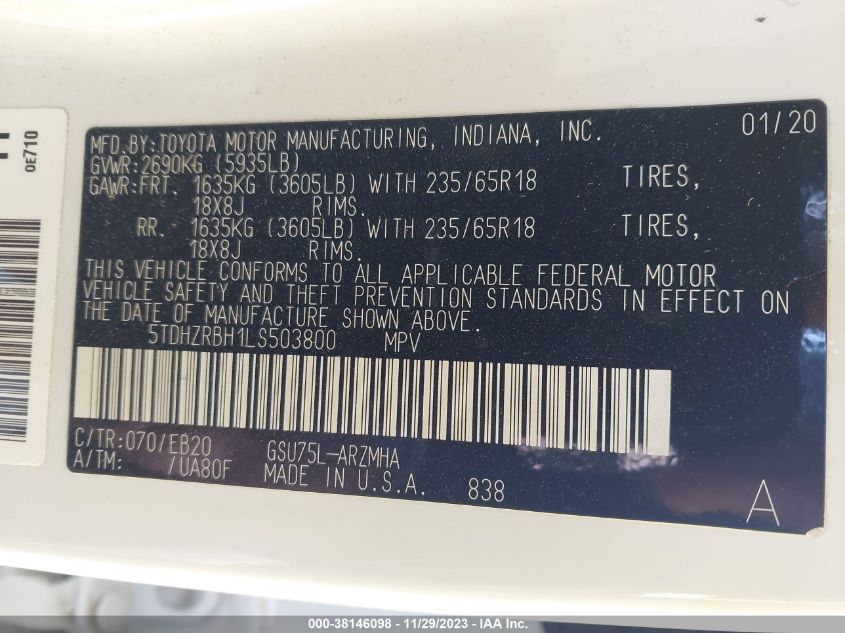 0E710
MFD.BY:TOYOTA MOTOR MANUFACTURING, INDIANA, INC. 01/20
GVWR:2690KG (5935LB)
GAWR:FRT. 1635KG (3605LB) WITH 235/65R18 TIRES,
18X8J RIMS.
RR. 1635KG (3605LB) WITH 235/65R18 TIRES,
18X8J RIMS.
THIS VEHICLE CONFORMS TO ALL APPLICABLE FEDERAL MOTOR
VEHICLE SAFETY AND THEFT PREVENTION STANDARDS IN EFFECT ON
THE DATE OF MANUFACTURE SHOWN ABOVE.
5TDHZRBH1LS503800 MPV
C/TR:070/EB20 GSU75L-ARZMHA
A/TM: /UA80F MADE IN U.S.A. 838
A
000-38146098 - 11/29/2023 - IAA Inc.